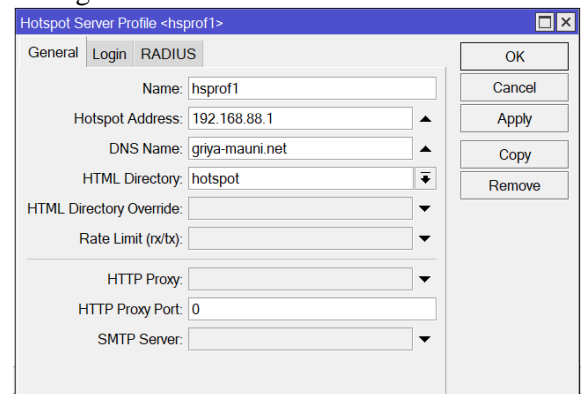 Hotspot Server Profile <hsprof1>
General Login RADIUS
Name: hsprof1
Hotspot Address: 192.168.88.1
DNS Name: griya-mauni.net
HTML Directory: hotspot
HTML Directory Override:
Rate Limit (rx/tx):
HTTP Proxy:
HTTP Proxy Port: 0
SMTP Server:
OK
Cancel
Apply
Copy
Remove